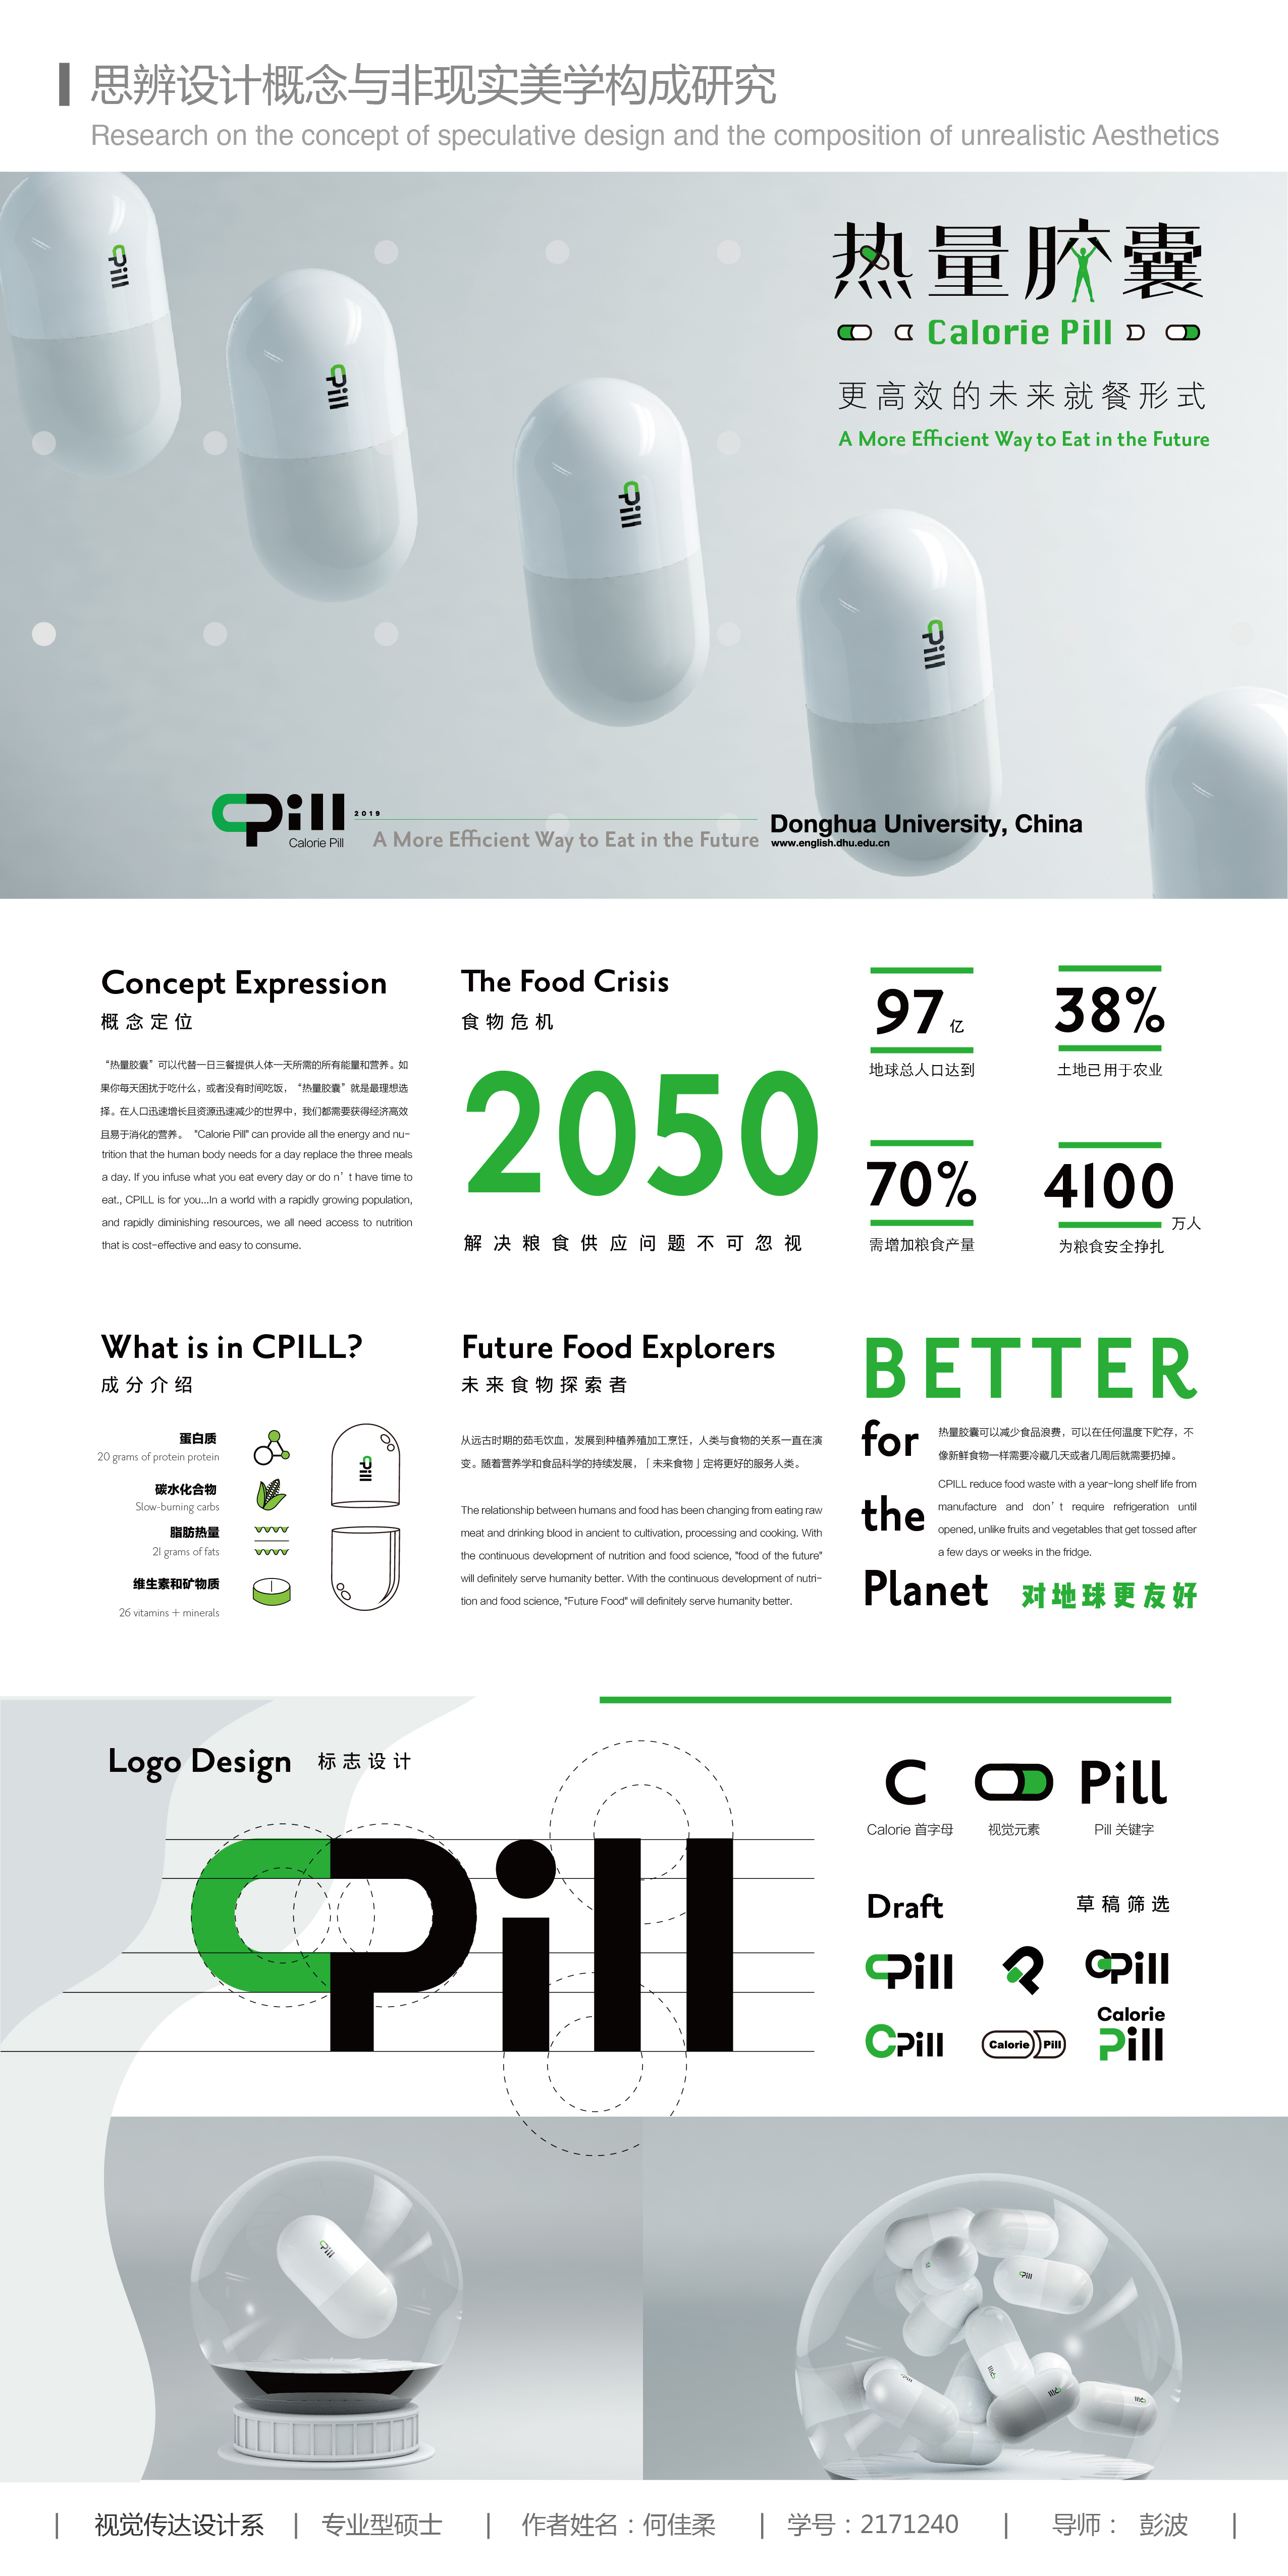 思辨设计概念与非现实美学构成研究
Research on the concept of speculative design and the composition of unrealistic Aesthetics
cpill
cpill
cpill
cpill
热量胶囊
Calorie Pill
更高效的未来就餐形式
A More Efficient Way to Eat in the Future
cpill
Calorie Pill
2019
A More Efficient Way to Eat in the Future
Donghua University, China
www.english.dhu.edu.cn
Concept Expression
概念定位
“热量胶囊”可以代替一日三餐提供人体一天所需的所有能量和营养。如
果你每天困扰于吃什么，或者没有时间吃饭，“热量胶囊”就是最理想选
择。在人口迅速增长且资源迅速减少的世界中，我们都需要获得经济高效
且易于消化的营养。 "Calorie Pill" can provide all the energy and nu-
trition that the human body needs for a day replace the three meals
a day. If you infuse what you eat every day or do n’t have time to
eat., CPILL is for you...In a world with a rapidly growing population,
and rapidly diminishing resources, we all need access to nutrition
that is cost-effective and easy to consume.
The Food Crisis
食物危机
2050
解决粮食供应问题不可忽视
97 亿
地球总人口达到
38%
土地已用于农业
70%
需增加粮食产量
4100
万人
为粮食安全挣扎
What is in CPILL?
成分介绍
蛋白质
20 grams of protein protein
碳水化合物
Slow-burning carbs
脂肪热量
21 grams of fats
维生素和矿物质
26 vitamins + minerals
cpill
Future Food Explorers
未来食物探索者
从远古时期的茹毛饮血，发展到种植养殖加工烹饪，人类与食物的关系一直在演
变。随着营养学和食品科学的持续发展，「未来食物」定将更好的服务人类。
The relationship between humans and food has been changing from eating raw
meat and drinking blood in ancient to cultivation, processing and cooking. With
the continuous development of nutrition and food science, "food of the future"
will definitely serve humanity better. With the continuous development of nutri-
tion and food science, "Future Food" will definitely serve humanity better.
BETTER
for
the
Planet
热量胶囊可以减少食品浪费，可以在任何温度下贮存，不
像新鲜食物一样需要冷藏几天或者几周后就需要扔掉。
CPILL reduce food waste with a year-long shelf life from
manufacture and don’t require refrigeration until
opened, unlike fruits and vegetables that get tossed after
a few days or weeks in the fridge.
对地球更友好
Logo Design 标志设计
cpill
C
Pill
Calorie 首字母
视觉元素
Pill 关键字
Draft
草稿筛选
cpill
cpill
cpill
Calorie Pill
Calorie
Pill
cpill
cpill
cpill
cpill
cpill
视觉传达设计系
专业型硕士
作者姓名：何佳柔
学号：2171240
导师： 彭波